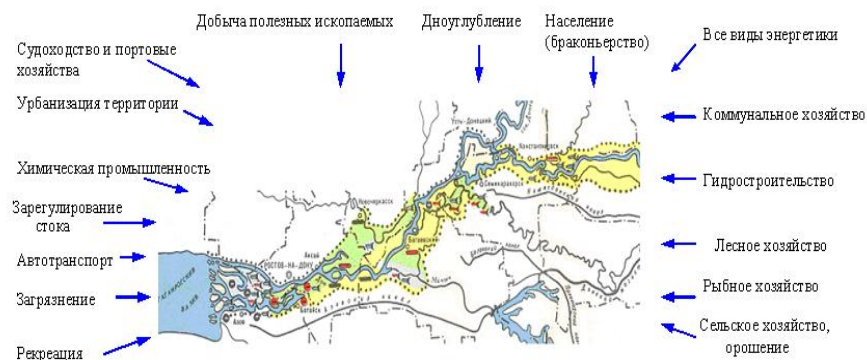 Добыча полезных ископаемых
Дноуглубление
Население
(браконьерство)
Все виды энергетики
Судоходство и портовые
хозяйства
Урбанизация территории
Химическая промышленность
Зарегулирование
стока
Автотранспорт
Загрязнение
Рекреация
Коммунальное хозяйство
Гидростроительство
Лесное хозяйство
Рыбное хозяйство
Сельское хозяйство,
орошение
Усть-Донецкий
Константиновск
Семикаракорск
Новочеркасск
Багаевский
Аксай
РОСТОВ-НА-ДОНУ
Батайск
Азов
Маныч